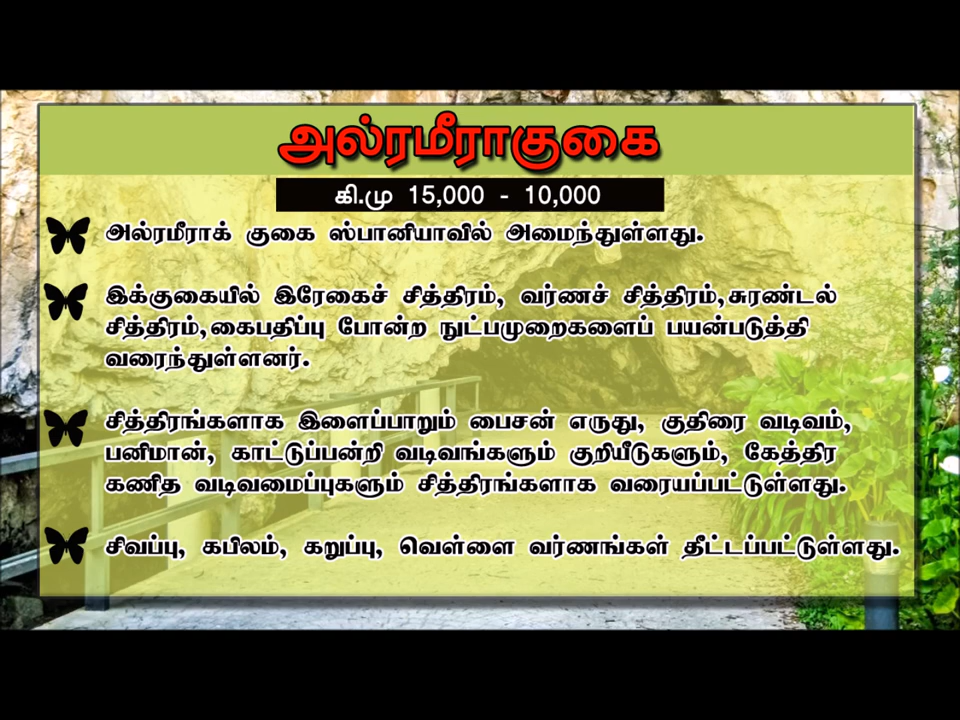 அல்ரமீராகுகை
கி.மு 15,000 - 10,000
அல்ரமீராக் குகை ஸ்பானியாவில் அமைந்துள்ளது.
இக்குகையில் இரேகைச் சித்திரம், வர்ணச் சித்திரம்,சுரண்டல்
சித்திரம்,கைபதிப்பு போன்ற நுட்பமுறைகளைப் பயன்படுத்தி
வரைந்துள்ளனர்.
சித்திரங்களாக இளைப்பாறும் பைசன் எருது, குதிரை வடிவம்,
பனிமான், காட்டுப்பன்றி வடிவங்களும் குறியீடுகளும், கேத்திர
கணித வடிவமைப்புகளும் சித்திரங்களாக வரையப்பட்டுள்ளது.
சிவப்பு, கபிலம், கறுப்பு, வெள்ளை வர்ணங்கள் தீட்டப்பட்டுள்ளது.